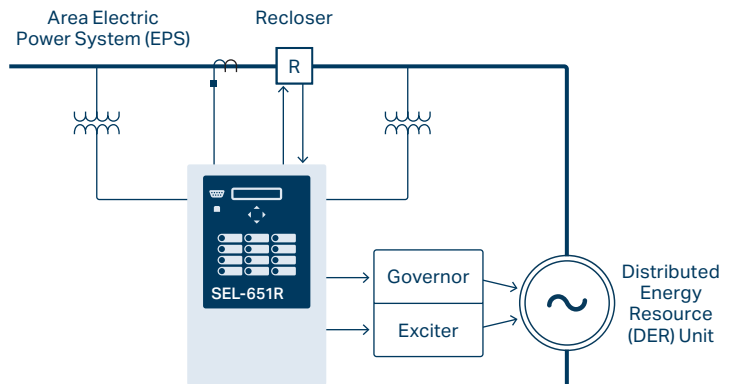 Area Electric
Power System (EPS)
Recloser
R
SEL-651R
Governor
Exciter
Distributed
Energy
Resource
(DER) Unit